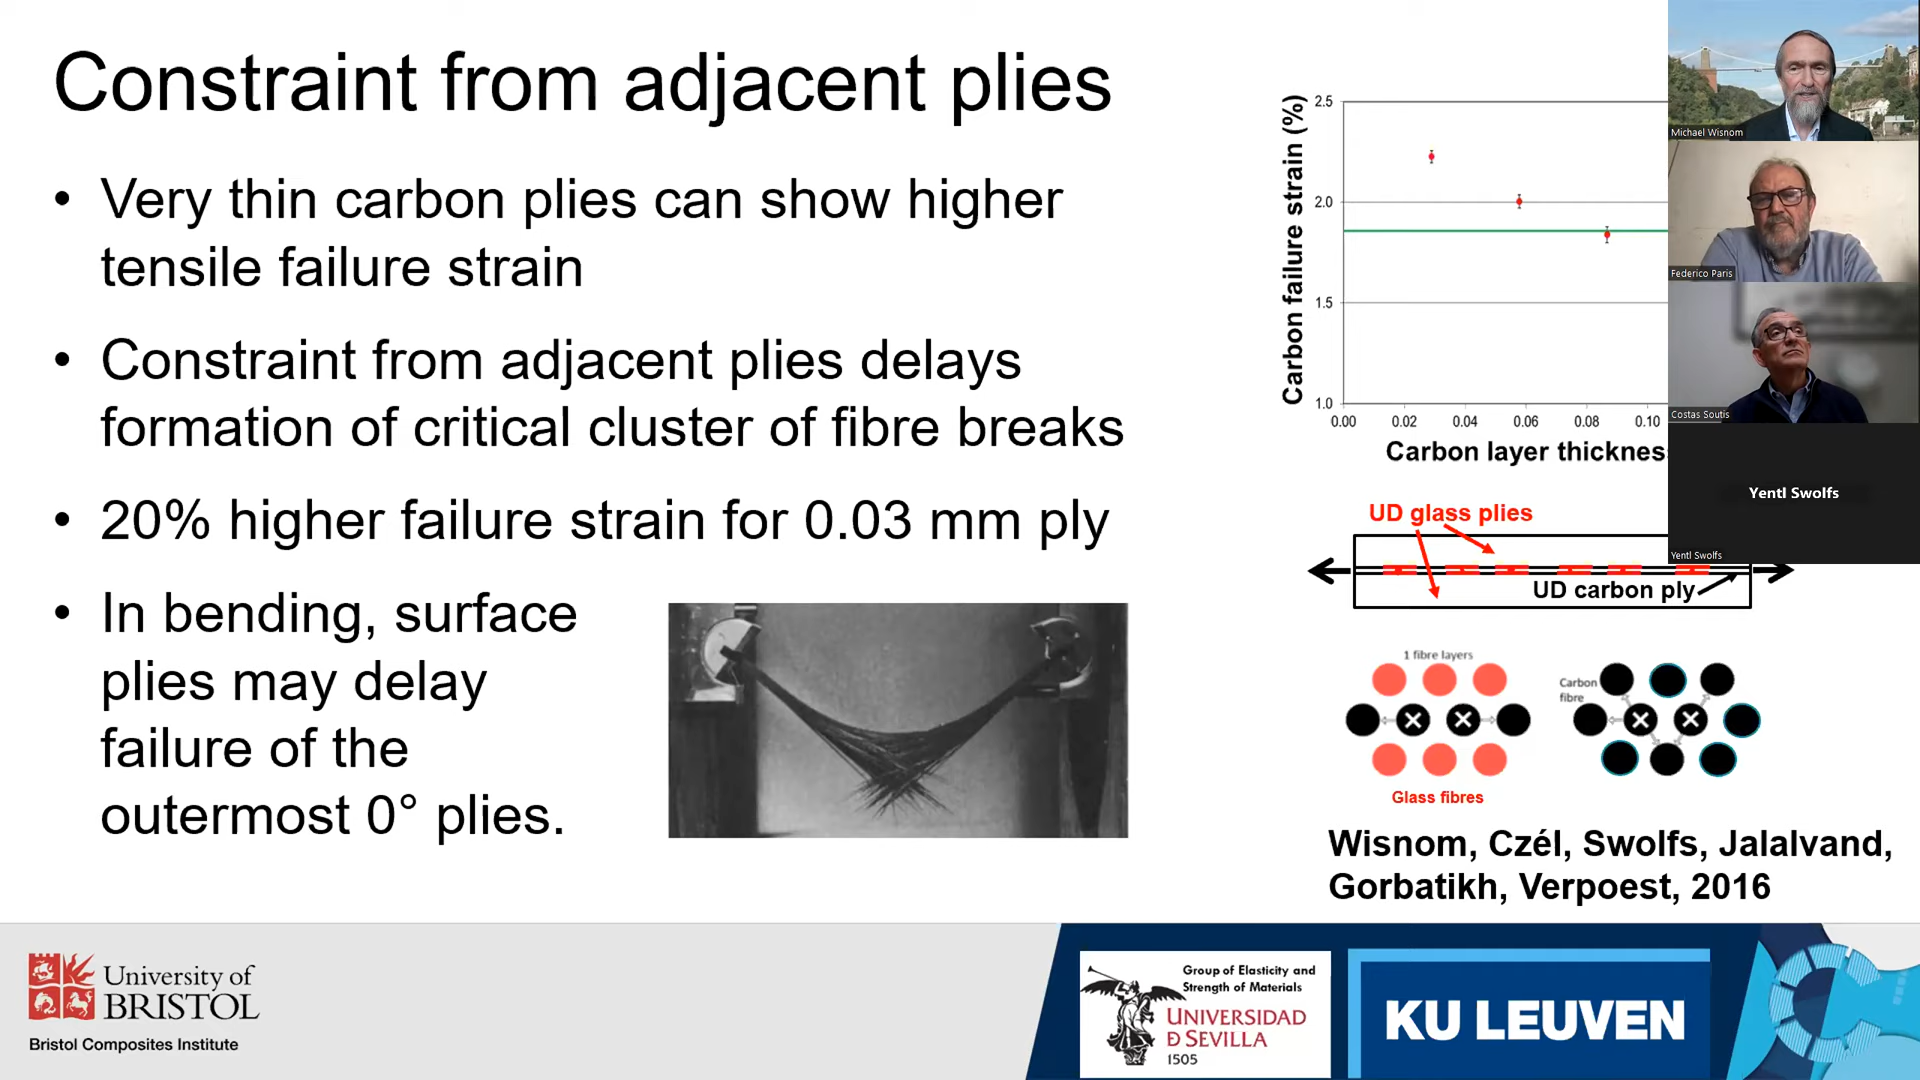 Constraint from adjacent plies
• Very thin carbon plies can show higher
tensile failure strain
• Constraint from adjacent plies delays
formation of critical cluster of fibre breaks
• 20% higher failure strain for 0.03 mm ply
• In bending, surface
plies may delay
failure of the
outermost 0° plies.
Carbon failure strain (%)
2.5
2.0
1.5
1.0
0.00 0.02 0.04 0.06 0.08 0.10
Carbon layer thicknes
UD glass plies
UD carbon ply
1 fibre layers
Carbon
fibre
Glass fibres
Wisnom, Czél, Swolfs, Jalalvand,
Gorbatikh, Verpoest, 2016
Michael Wisnom
Federico Paris
Costas Soutis
Yentl Swolfs
Yentl Swolfs
University of
BRISTOL
Bristol Composites Institute
Group of Elasticity and
Strength of Materials
UNIVERSIDAD
Đ SEVILLA
1505
KU LEUVEN